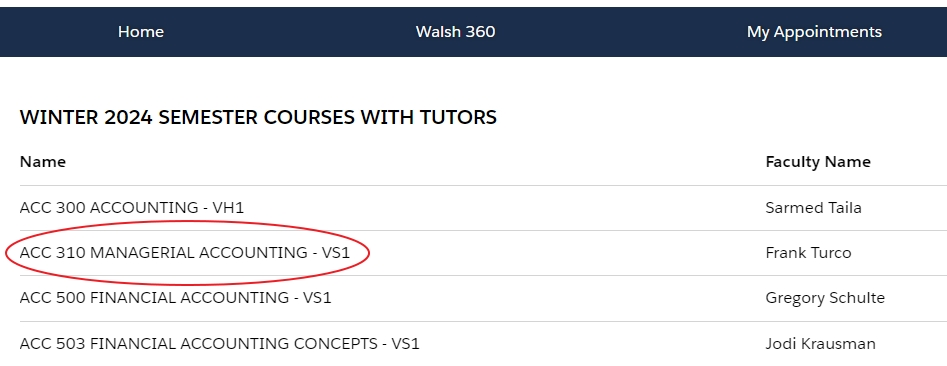 Home Walsh 360 My Appointments
WINTER 2024 SEMESTER COURSES WITH TUTORS
Name Faculty Name
ACC 300 ACCOUNTING - VH1 Sarmed Taila
ACC 310 MANAGERIAL ACCOUNTING - VS1 Frank Turco
ACC 500 FINANCIAL ACCOUNTING - VS1 Gregory Schulte
ACC 503 FINANCIAL ACCOUNTING CONCEPTS - VS1 Jodi Krausman